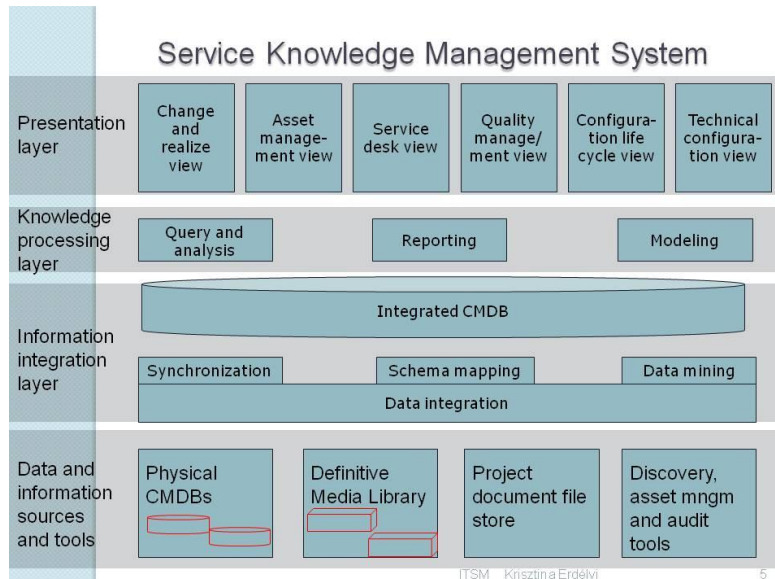 Service Knowledge Management System
Presentation
layer
Change
and
realize
view
Asset
manage-
ment view
Service
desk view
Quality
manage/
ment view
Configura-
tion life
cycle view
Technical
configura-
tion view
Knowledge
processing
layer
Query and
analysis
Reporting
Modeling
Information
integration
layer
Integrated CMDB
Synchronization
Schema mapping
Data mining
Data integration
Data and
information
sources
and tools
Physical
CMDBs
Definitive
Media Library
Project
document file
store
Discovery,
asset mngm
and audit
tools
ITSM Krisztina Erdélyi
5